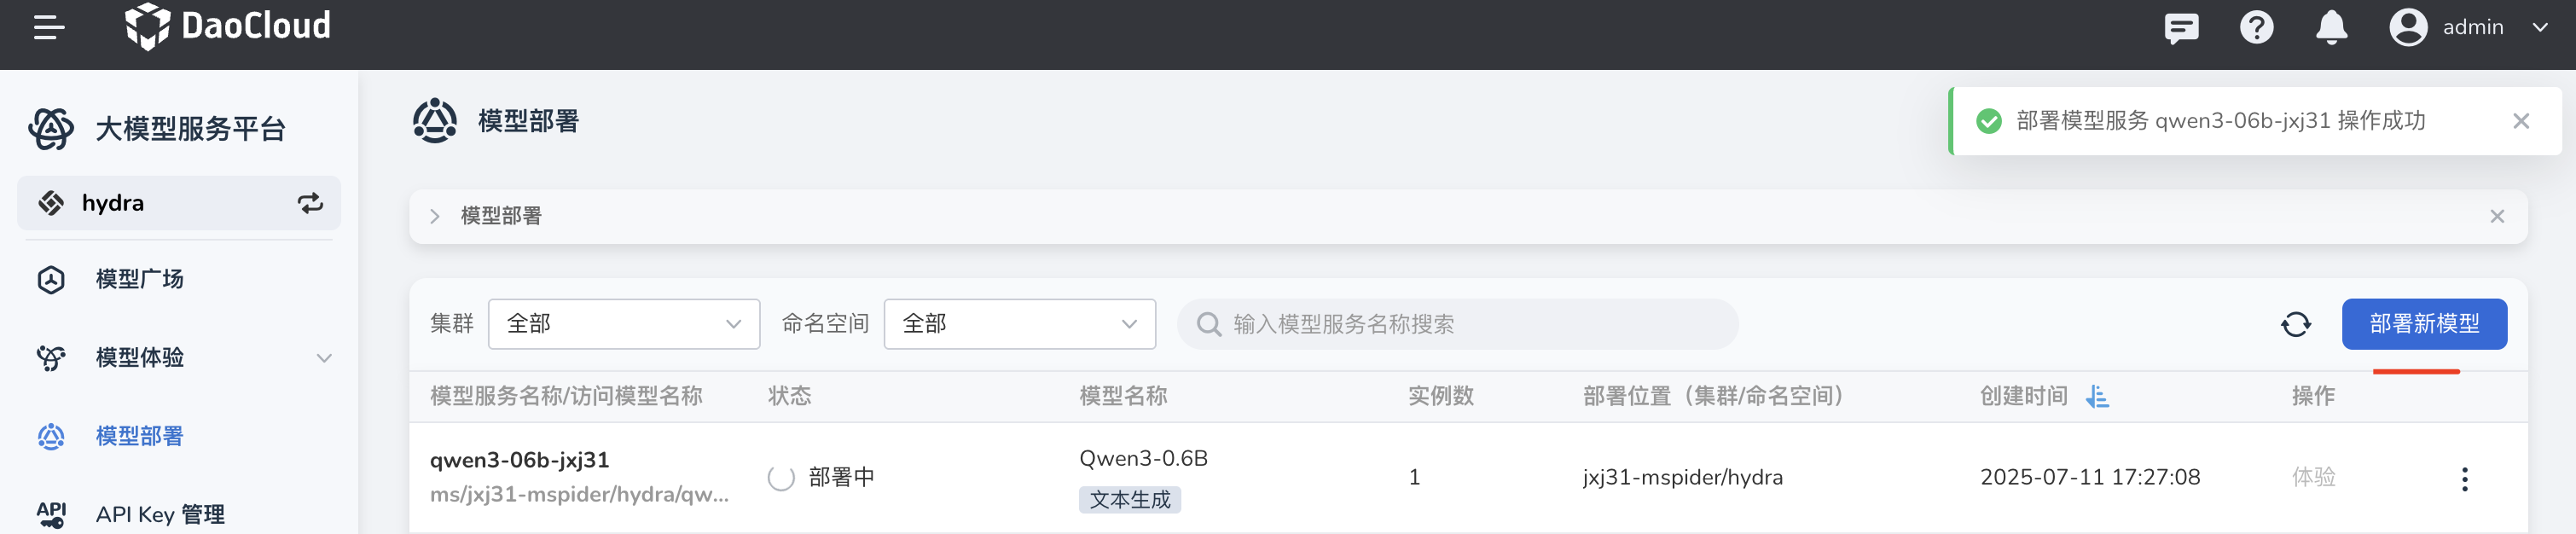 DaoCloud
admin
大模型服务平台
hydra
模型广场
模型体验
模型部署
API Key 管理
模型部署
部署模型服务 qwen3-06b-jxj31 操作成功
模型部署
集群 全部 命名空间 全部 输入模型服务名称搜索 部署新模型
模型服务名称/访问模型名称 状态 模型名称 实例数 部署位置（集群/命名空间） 创建时间 操作
qwen3-06b-jxj31 部署中 Qwen3-0.6B 1 jxj31-mspider/hydra 2025-07-11 17:27:08 体验
ms/jxj31-mspider/hydra/qw... 文本生成